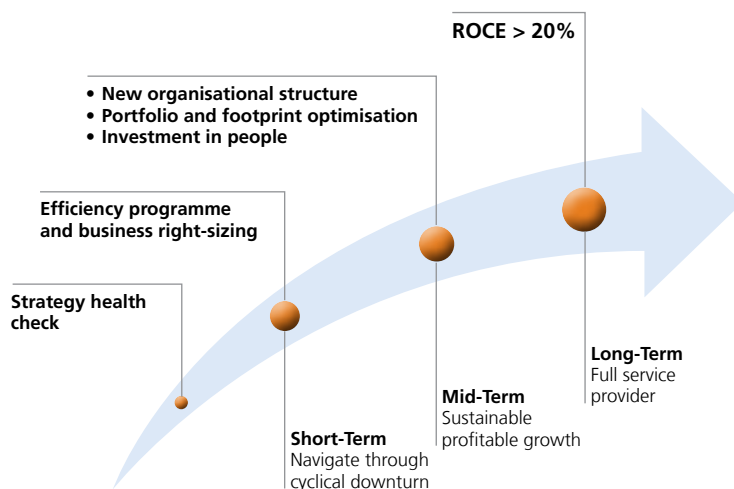 ROCE > 20%
• New organisational structure
• Portfolio and footprint optimisation
• Investment in people
Efficiency programme
and business right-sizing
Strategy health
check
Long-Term
Full service
provider
Mid-Term
Sustainable
profitable growth
Short-Term
Navigate through
cyclical downturn